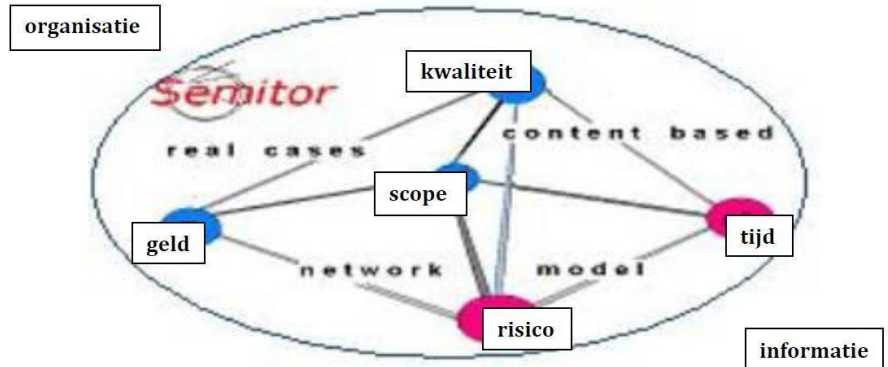 organisatie
kwaliteit
Semitor
content based
real cases
scope
geld
tijd
network model
risico
informatie